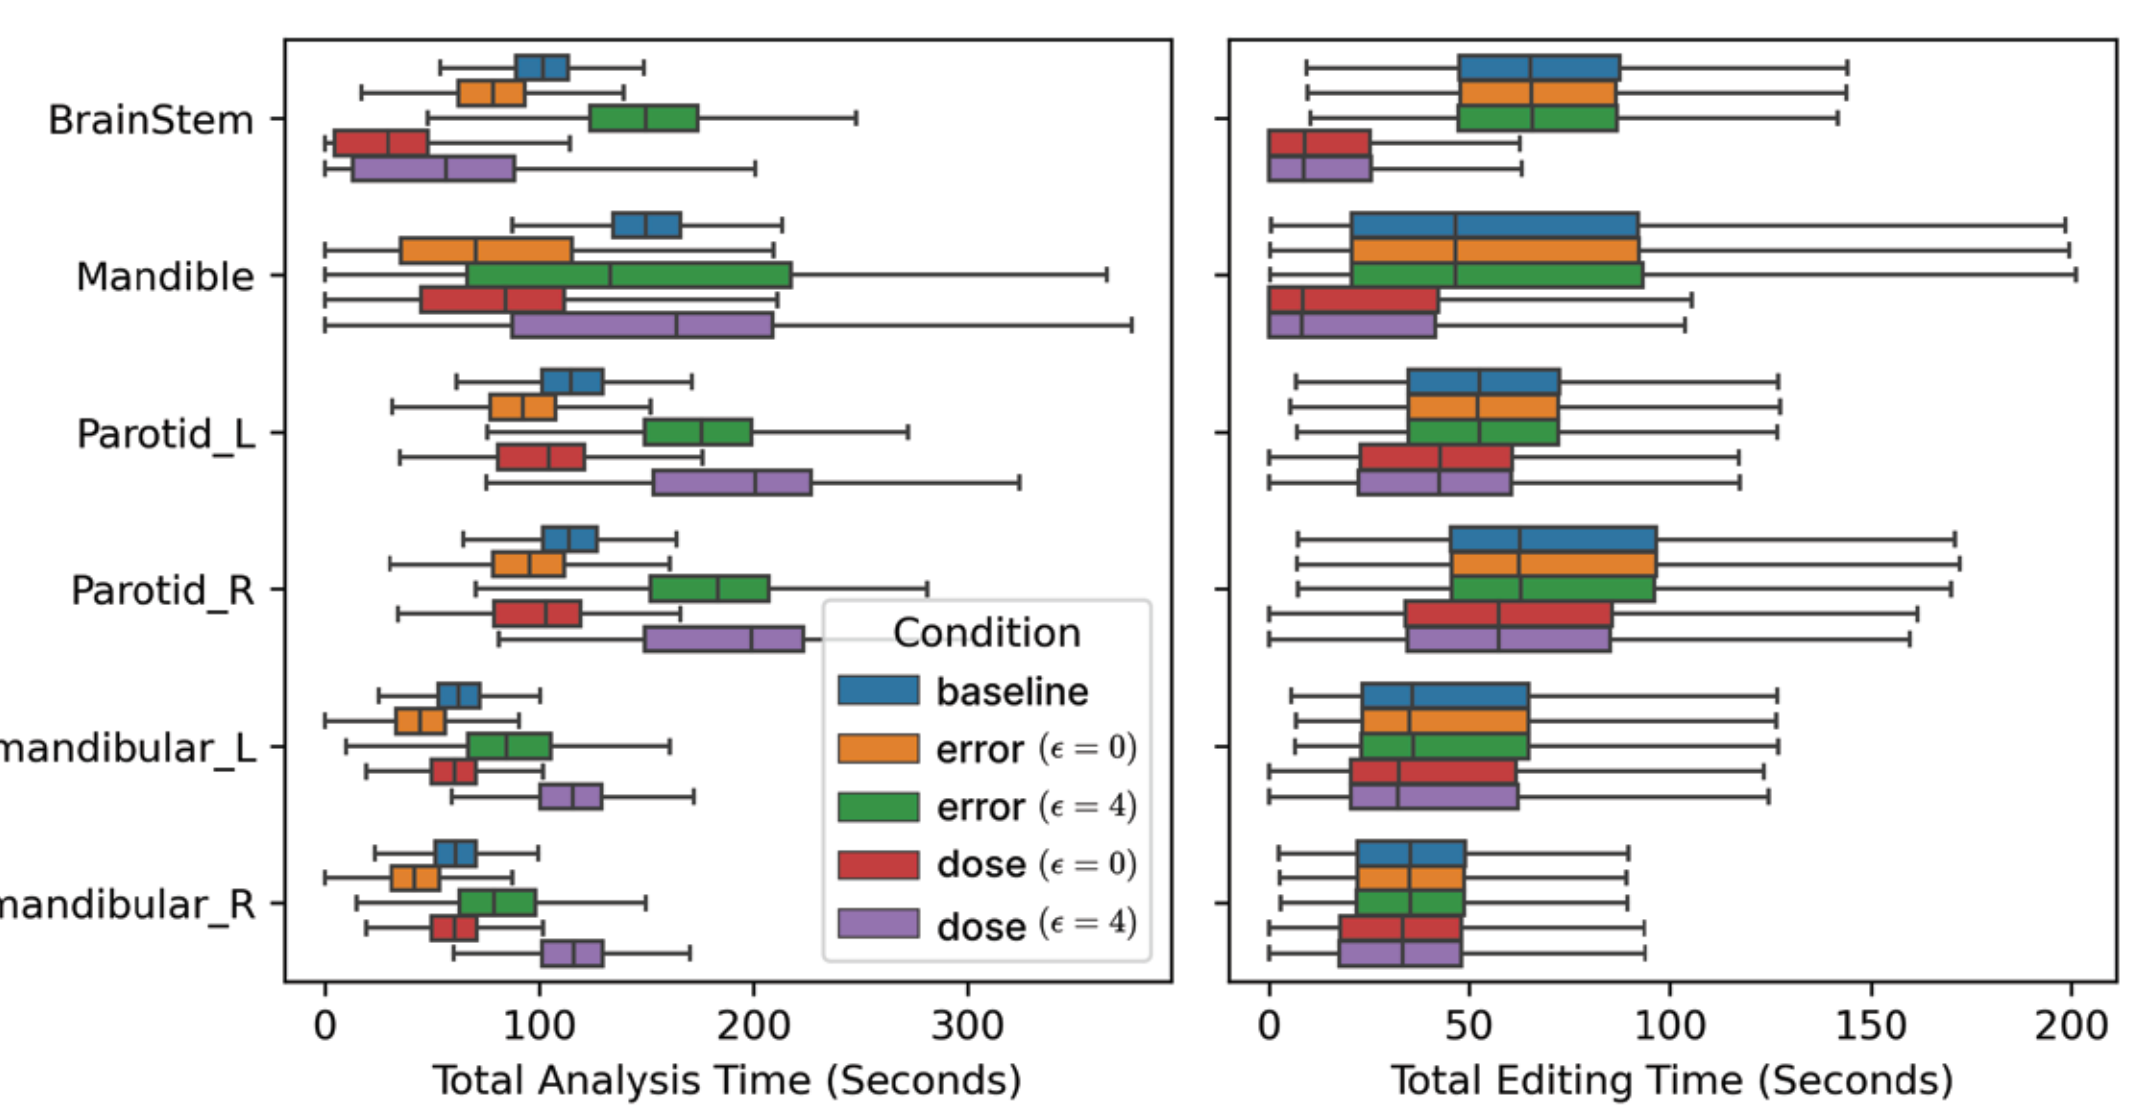 BrainStem
Mandible
Parotid_L
Parotid_R
mandibular_L
mandibular_R
Condition
baseline
error (ϵ = 0)
error (ϵ = 4)
dose (ϵ = 0)
dose (ϵ = 4)
0 100 200 300
Total Analysis Time (Seconds)
0 50 100 150 200
Total Editing Time (Seconds)